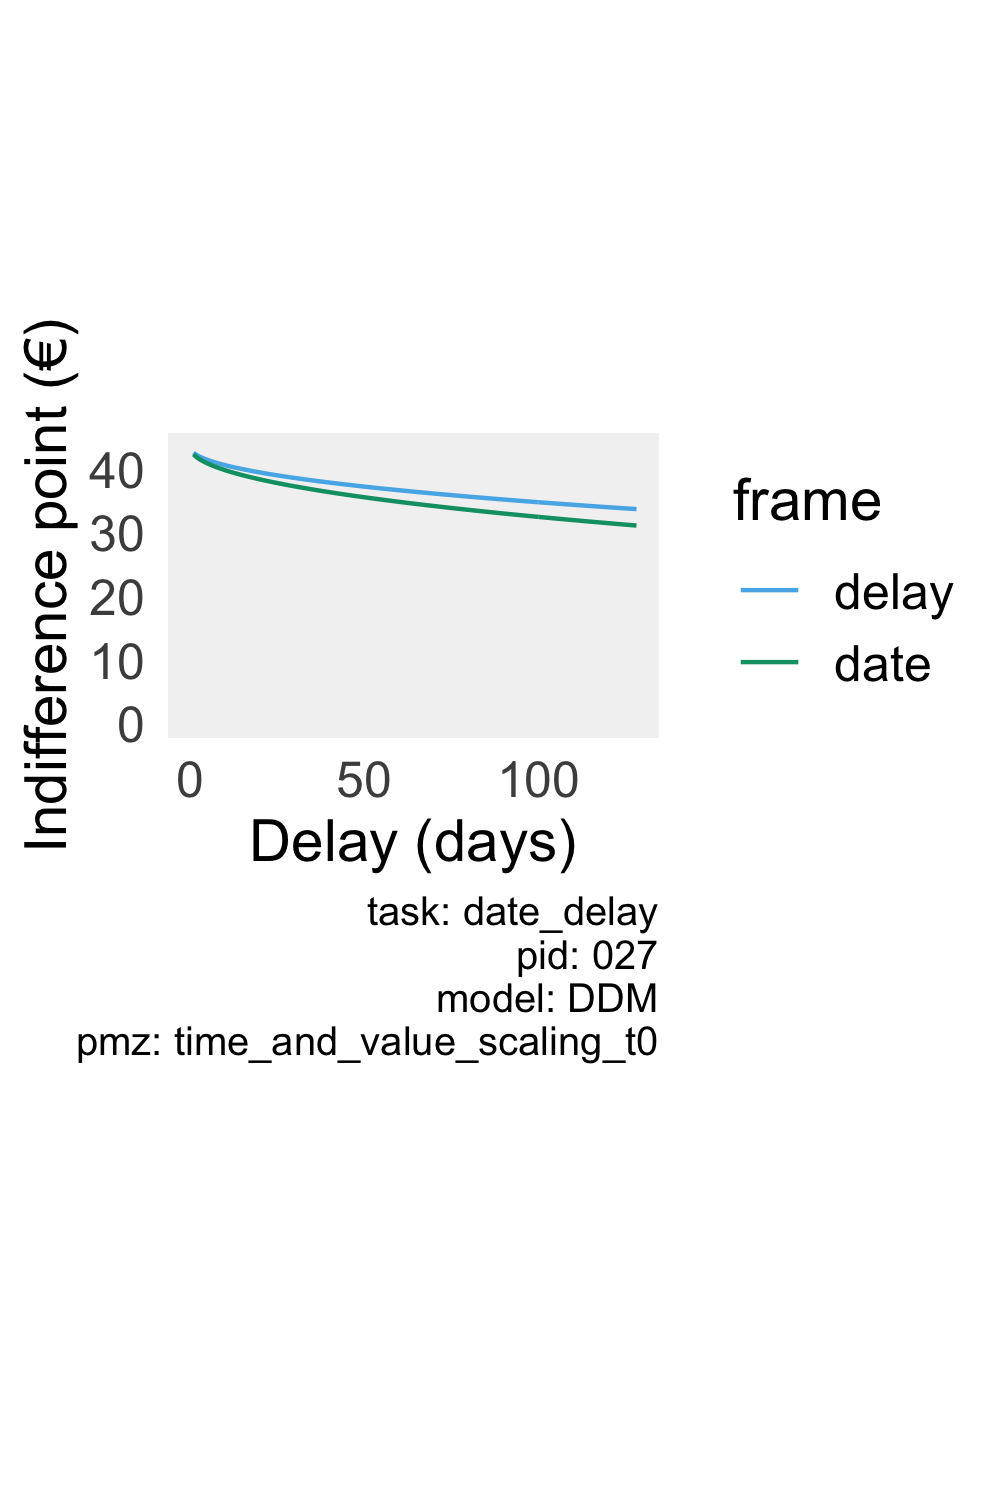 Indifference point (€)
40
30
20
10
0
0 50 100
Delay (days)
frame
delay
date
task: date_delay
pid: 027
model: DDM
pmz: time_and_value_scaling_t0